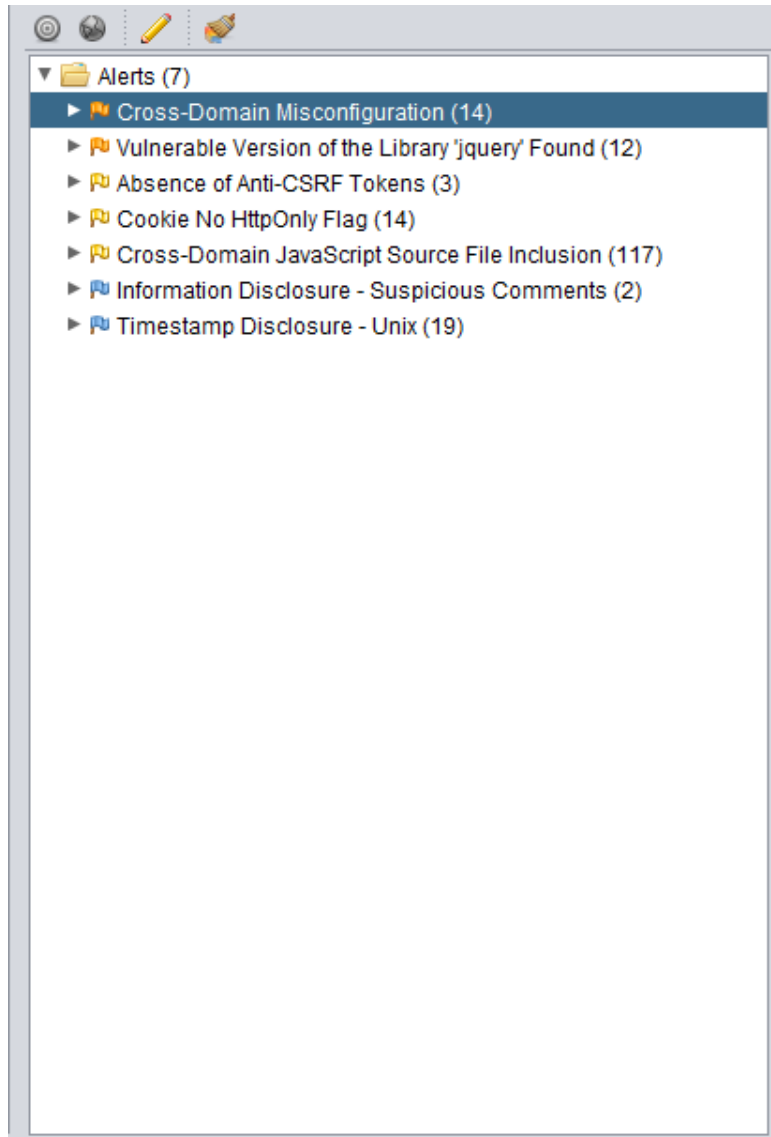 Alerts (7)
Cross-Domain Misconfiguration (14)
Vulnerable Version of the Library 'jquery' Found (12)
Absence of Anti-CSRF Tokens (3)
Cookie No HttpOnly Flag (14)
Cross-Domain JavaScript Source File Inclusion (117)
Information Disclosure - Suspicious Comments (2)
Timestamp Disclosure - Unix (19)